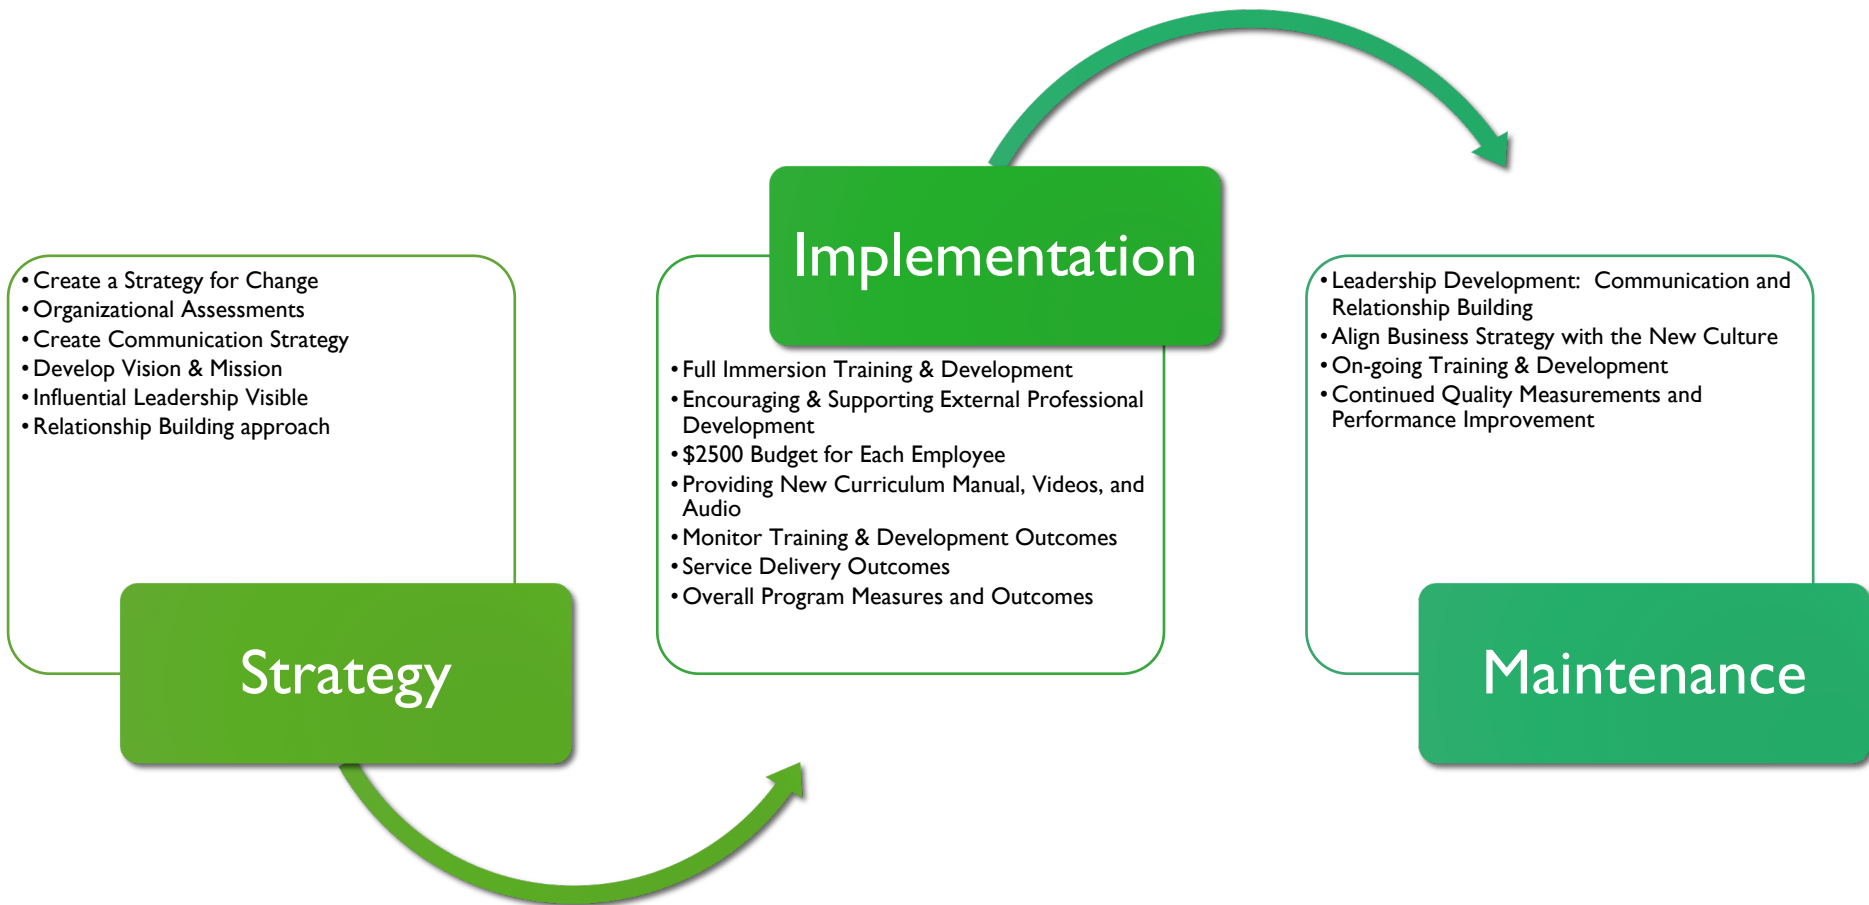 • Create a Strategy for Change
• Organizational Assessments
• Create Communication Strategy
• Develop Vision & Mission
• Influential Leadership Visible
• Relationship Building approach
Strategy
Implementation
• Full Immersion Training & Development
• Encouraging & Supporting External Professional
Development
• $2500 Budget for Each Employee
• Providing New Curriculum Manual, Videos, and
Audio
• Monitor Training & Development Outcomes
• Service Delivery Outcomes
• Overall Program Measures and Outcomes
• Leadership Development:  Communication and
Relationship Building
• Align Business Strategy with the New Culture
• On-going Training & Development
• Continued Quality Measurements and
Performance Improvement
Maintenance